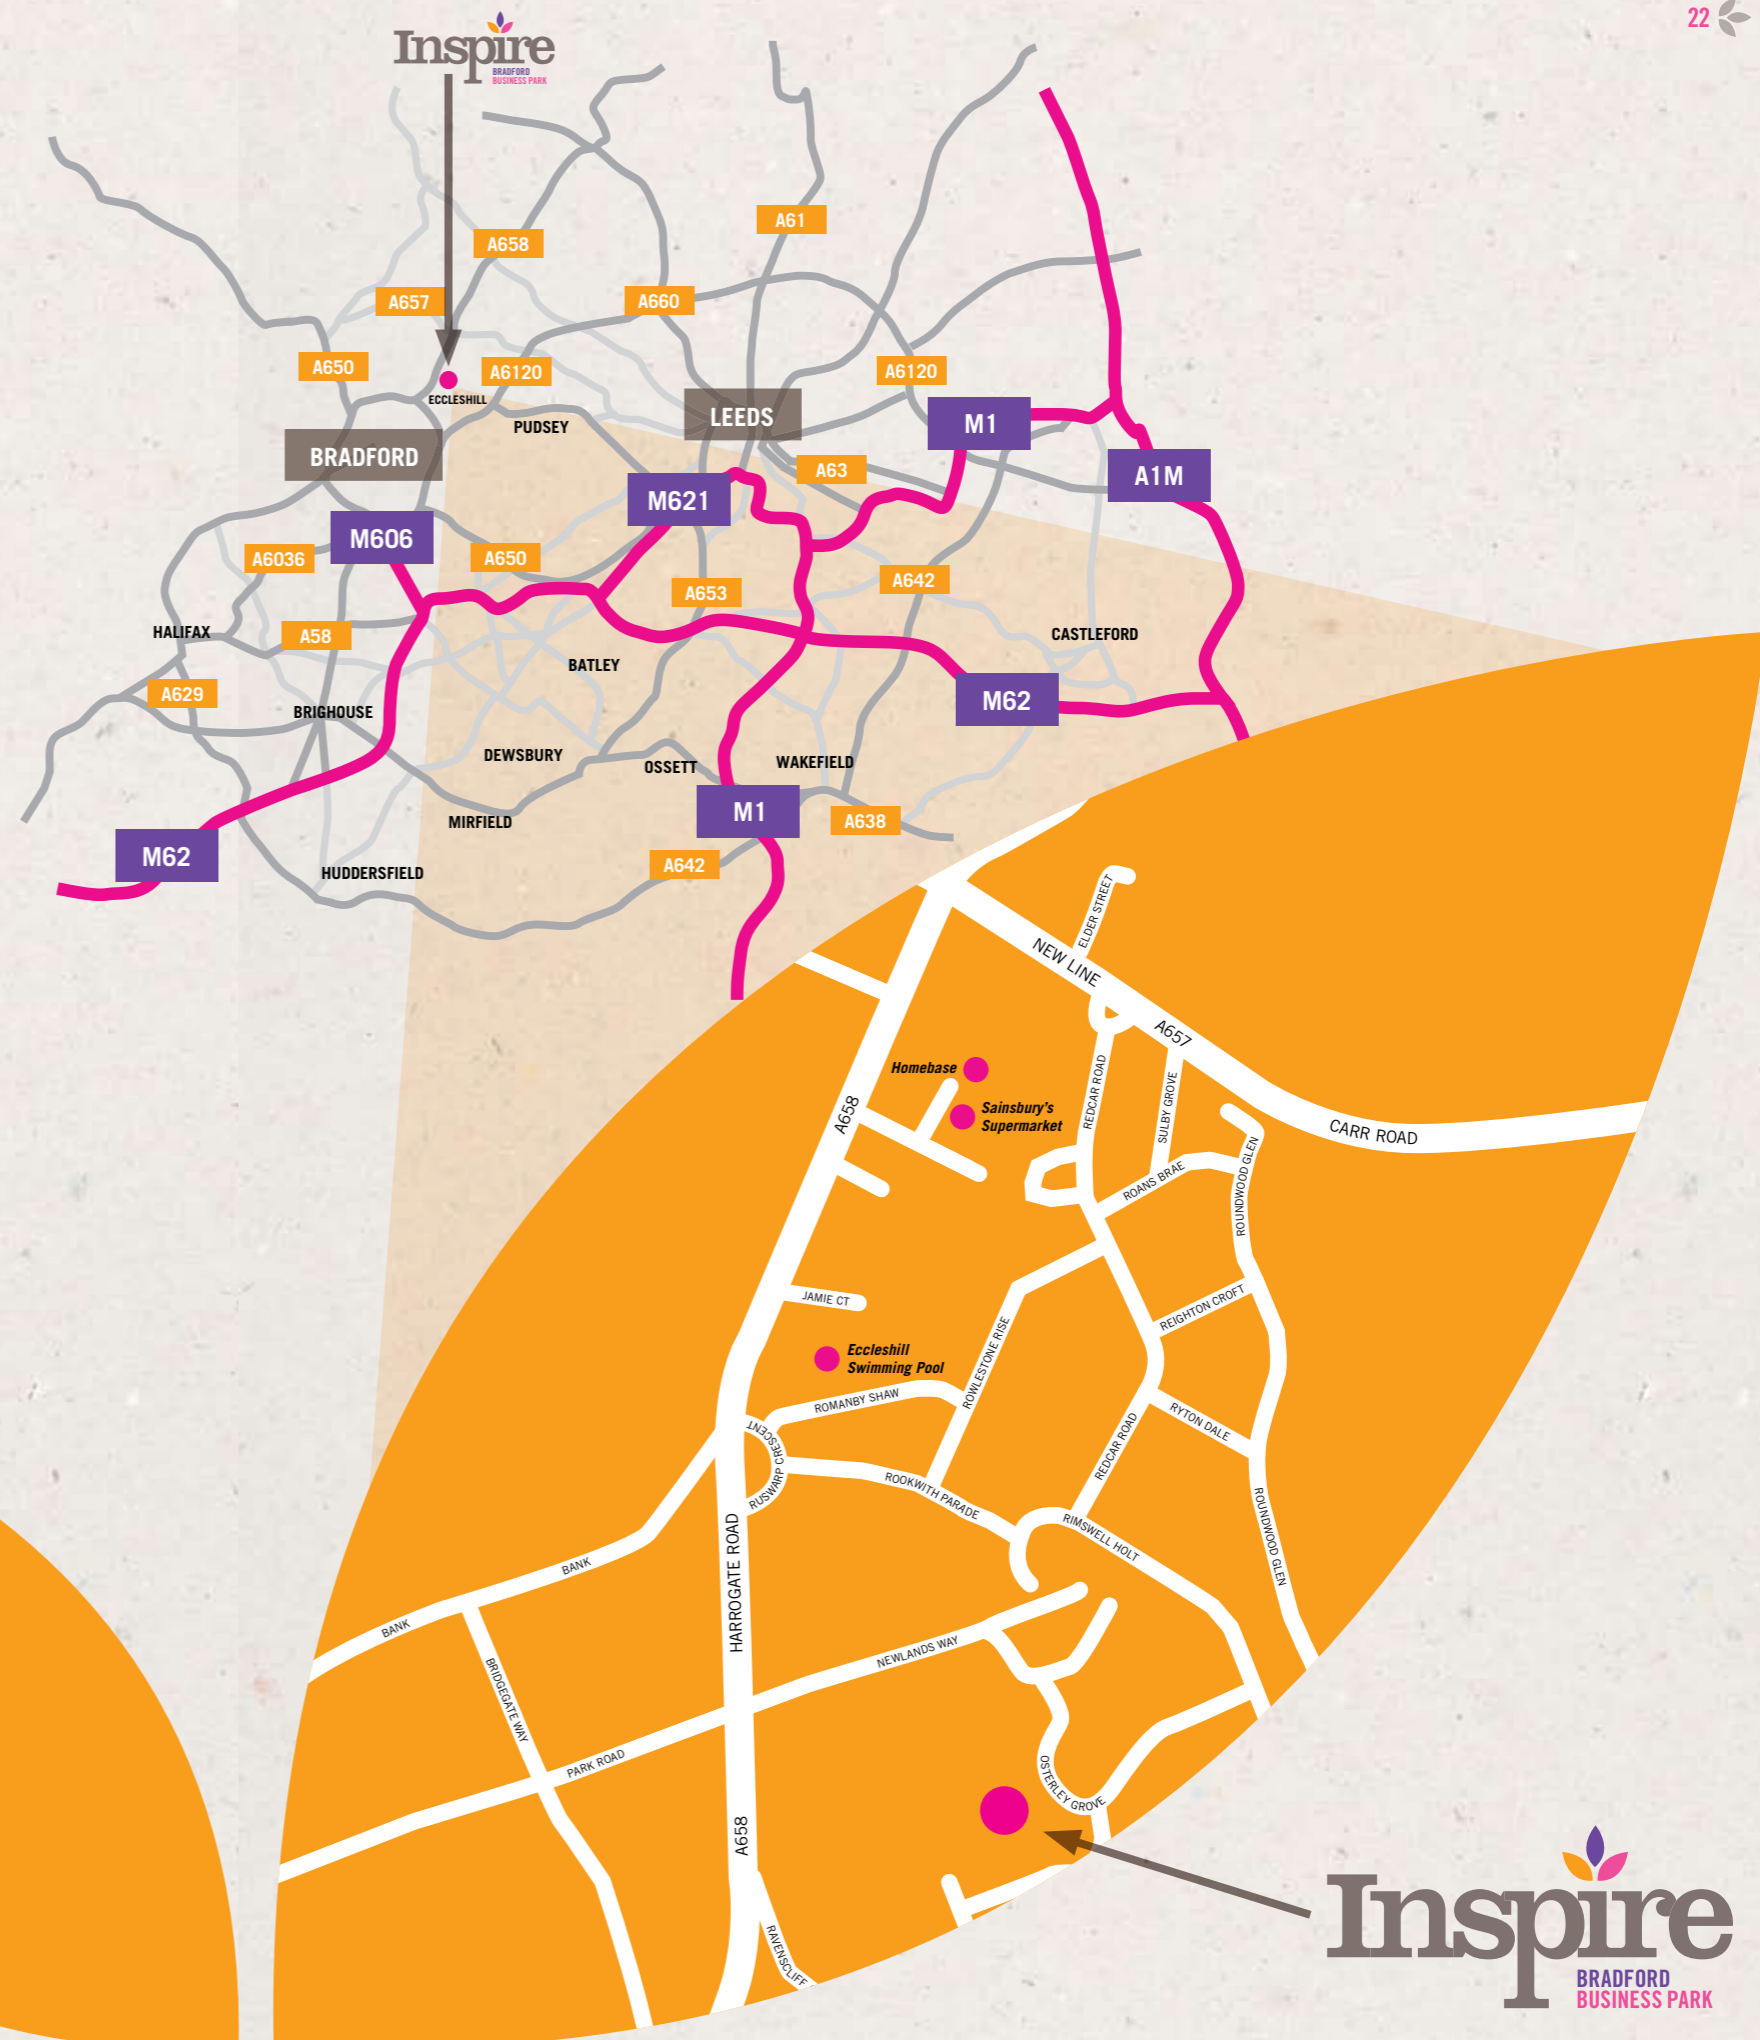 22
Inspire
BRADFORD
BUSINESS PARK
A61
A658
A657
A660
A650
A6120
A6120
ECCLESHILL
LEEDS
M1
PUDSEY
BRADFORD
A63
A1M
M621
M606
A6036
A650
A642
A653
HALIFAX
A58
CASTLEFORD
BATLEY
A629
M62
BRIGHOUSE
DEWSBURY
OSSETT
WAKEFIELD
M1
MIRFIELD
A638
M62
HUDDERSFIELD
A642
ELDER STREET
NEW LINE
A657
Homebase
REDCAR ROAD
SULBY GROVE
A658
Sainsbury's
Supermarket
CARR ROAD
ROANS BRAE
ROUNDWOOD GLEN
JAMIE CT
REIGHTON CROFT
Eccleshill
Swimming Pool
ROWLESTONE RISE
ROMANBY SHAW
RYTON DALE
REDCAR ROAD
RUSWARP CRESCENT
ROOKWITH PARADE
ROUNDWOOD GLEN
RIMSWELL HOLT
HARROGATE ROAD
BANK
BANK
NEWLANDS WAY
BRIDGEGATE WAY
PARK ROAD
OSTERLEY GROVE
A658
RAVENSCLIFF
Inspire
BRADFORD
BUSINESS PARK